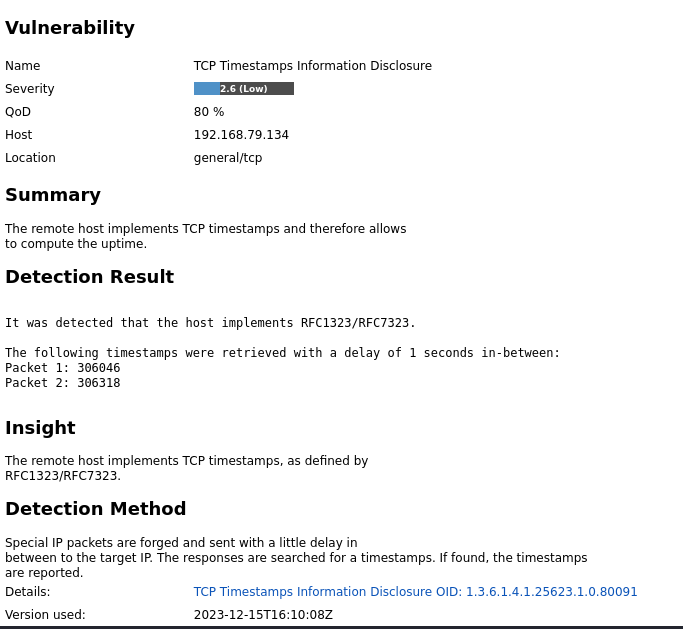 Vulnerability
Name TCP Timestamps Information Disclosure
Severity 2.6 (Low)
QoD 80 %
Host 192.168.79.134
Location general/tcp
Summary
The remote host implements TCP timestamps and therefore allows
to compute the uptime.
Detection Result
It was detected that the host implements RFC1323/RFC7323.
The following timestamps were retrieved with a delay of 1 seconds in-between:
Packet 1: 306046
Packet 2: 306318
Insight
The remote host implements TCP timestamps, as defined by
RFC1323/RFC7323.
Detection Method
Special IP packets are forged and sent with a little delay in
between to the target IP. The responses are searched for a timestamps. If found, the timestamps
are reported.
Details: TCP Timestamps Information Disclosure OID: 1.3.6.1.4.1.25623.1.0.80091
Version used: 2023-12-15T16:10:08Z